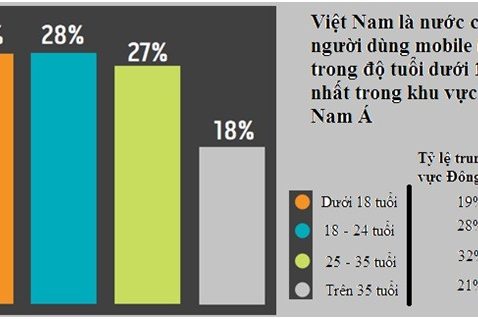 %
28%
27%
18%
Việt Nam là nước
người dùng mobile
trong độ tuổi dưới
nhất trong khu vực
Nam Á
Tỷ lệ
vực Đông
Dưới 18 tuổi 19%
18 - 24 tuổi 28%
25 - 35 tuổi 32%
Trên 35 tuổi 21%